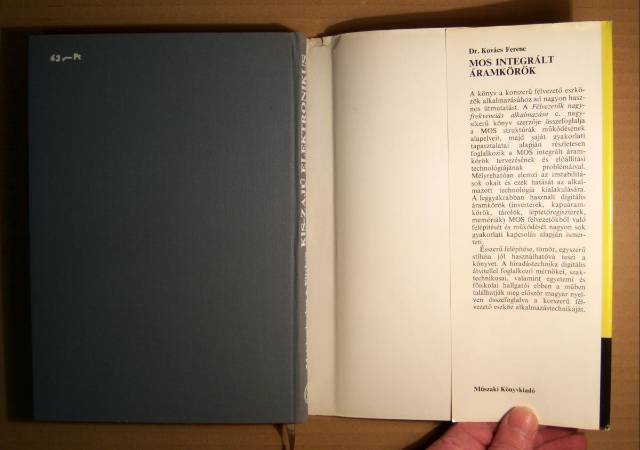 63,— Ft
KIS ZAJÚ ELEKTRONIKUS
Dr. Kovács Ferenc
MOS INTEGRÁLT
ÁRAMKÖRÖK
A könyv a korszerű félvezető eszkö-
zök alkalmazásához ad nagyon hasz-
nos útmutatást. A Félvezetők nagy-
frekvenciás alkalmazása c. nagy-
sikerű könyv szerzője összefoglalja
a MOS struktúrák működésének
alapelveit, majd saját gyakorlati
tapasztalatai alapján részletesen
foglalkozik a MOS integrált áram-
körök tervezésének és előállítási
technológiájának problémáival.
Mélyrehatóan elemzi az instabilitá-
sok okait és ezek hatását az alkal-
mazott technológia kialakulására.
A leggyakrabban használt digitális
áramkörök (inverterek, kapuáram-
körök, tárolók, léptetőregiszterek,
memóriák) MOS félvezetőkből való
felépítését és működését nagyon sok
gyakorlati kapcsolás alapján ismer-
teti.
Ésszerű felépítése, tömör, egyszerű
stílusa jól használhatóvá teszi a
könyvet. A híradástechnika digitális
átvitellel foglalkozó mérnökei, szak-
technikusai, valamint egyetemi és
főiskolai hallgatói ebben a műben
találhatják meg először magyar nyel-
ven összefoglalva a korszerű fél-
vezető eszköz alkalmazástechnikáját.
Műszaki Könyvkiadó